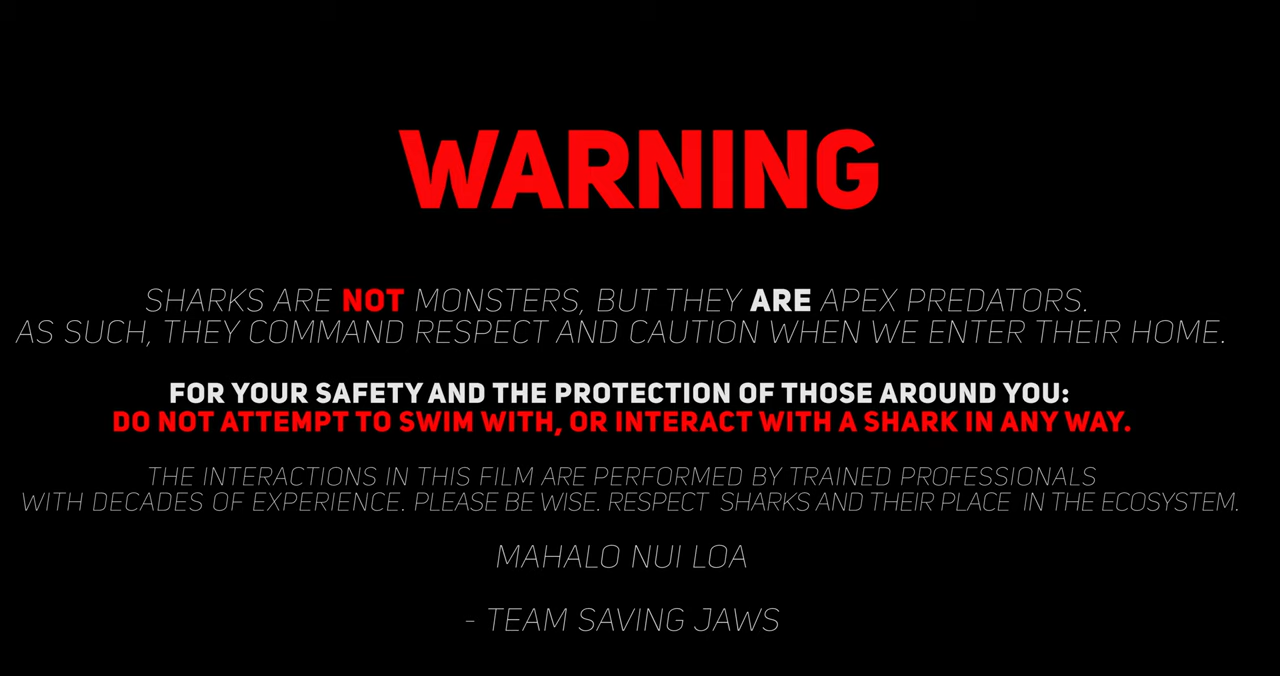 WARNING
SHARKS ARE NOT MONSTERS, BUT THEY ARE APEX PREDATORS.
AS SUCH, THEY COMMAND RESPECT AND CAUTION WHEN WE ENTER THEIR HOME.
FOR YOUR SAFETY AND THE PROTECTION OF THOSE AROUND YOU:
DO NOT ATTEMPT TO SWIM WITH, OR INTERACT WITH A SHARK IN ANY WAY.
THE INTERACTIONS IN THIS FILM ARE PERFORMED BY TRAINED PROFESSIONALS
WITH DECADES OF EXPERIENCE. PLEASE BE WISE. RESPECT SHARKS AND THEIR PLACE IN THE ECOSYSTEM.
MAHALO NUI LOA
- TEAM SAVING JAWS